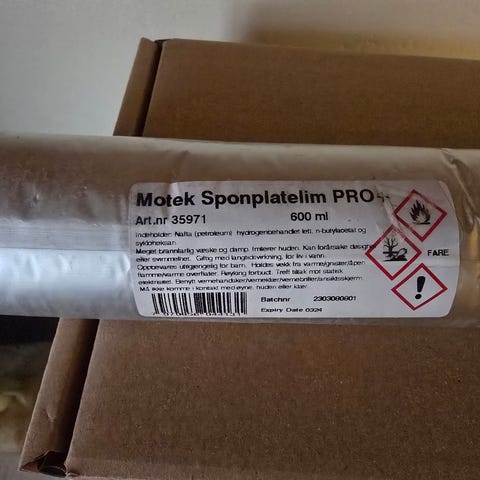 Motek Sponplatelim PRO+
Art.nr 35971 600 ml
Indeholder: Nafta (petroleum) hydrogenbehandlet lett, n-butylacetat og
sykloheksan.
Meget brannfarlig væske og damp. Irriterer huden. Kan forårsake døsighet
eller svimmelhet. Giftig med langtidsvirkning, for liv i vann.
Oppbevares utilgjengelig for barn. Holdes vekk fra varme/gnister/åpen
flamme/varme overflater. Røyking forbudt. Treff tiltak mot statisk
elektrisitet. Benytt vernehansker/verneklær/vernebriller/ansiktsskjerm.
Må ikke komme i kontakt med øyne, huden eller klær.
FARE
Batchnr 2303080601
Expiry Date 0324